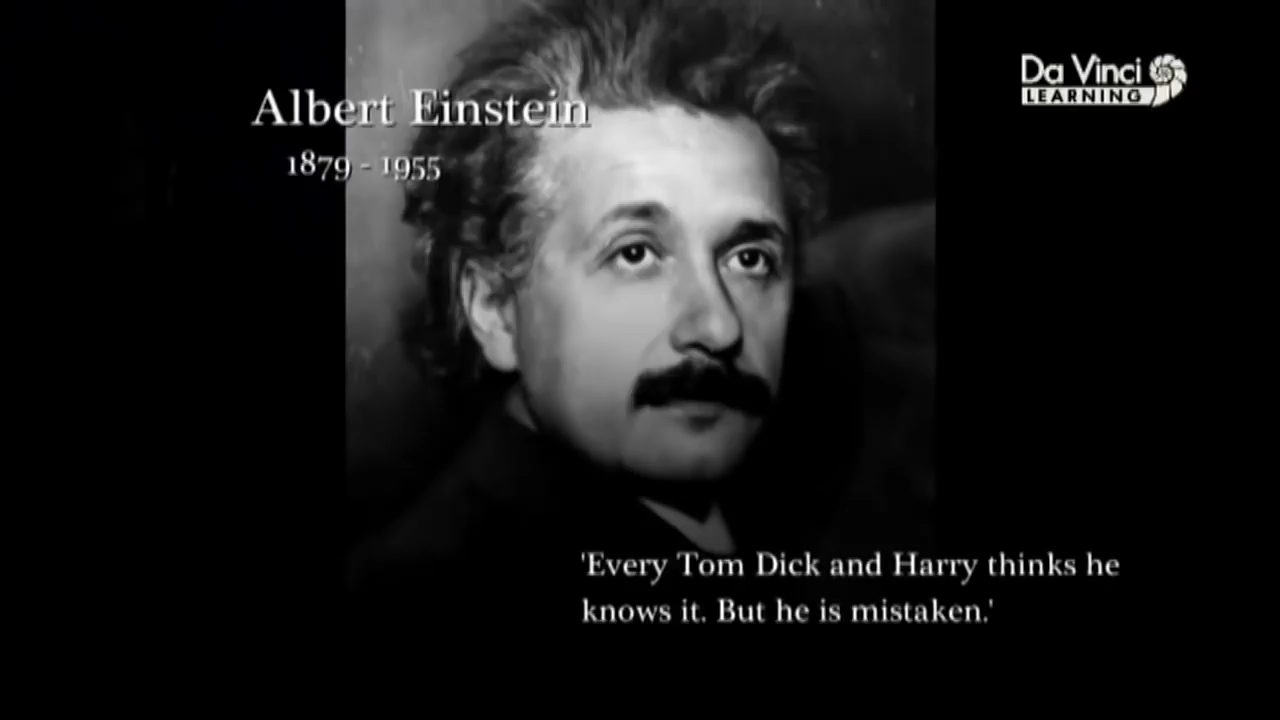 Albert Einstein
1879 - 1955
Da Vinci
LEARNING
'Every Tom Dick and Harry thinks he
knows it. But he is mistaken.'